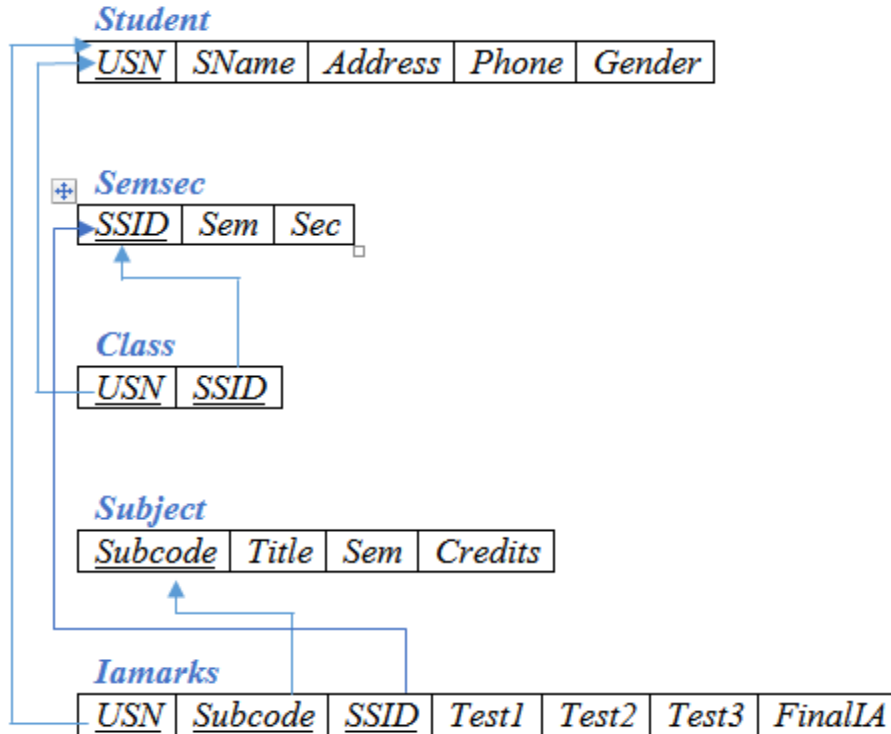 Student
USN SName Address Phone Gender
Semsec
SSID Sem Sec
Class
USN SSID
Subject
Subcode Title Sem Credits
Iamarks
USN Subcode SSID Test1 Test2 Test3 FinalIA